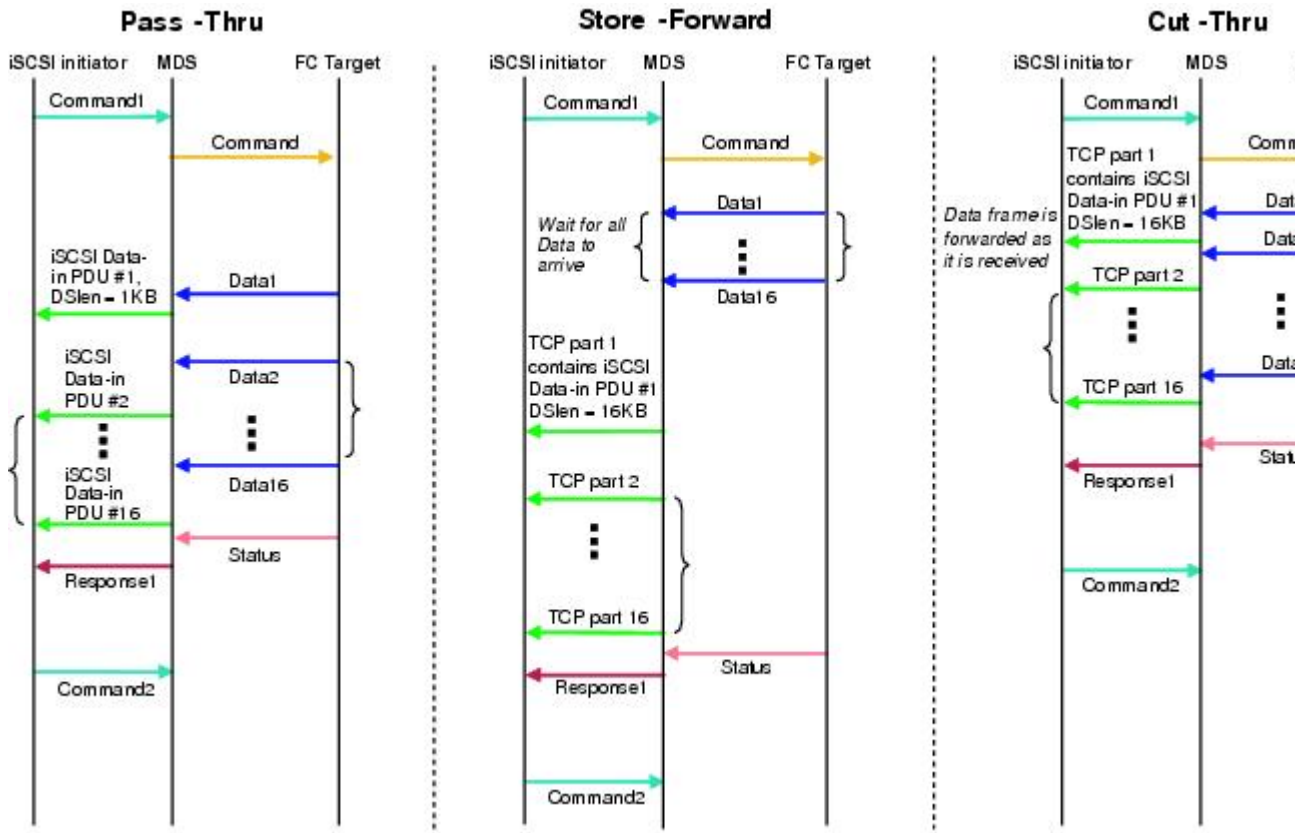 Pass -Thru
iSCSI initiator MDS FC Target
Command1
Command
iSCSI Data-
in PDU #1,
DSlen = 1KB
Data1
iSCSI
Data-in
PDU #2
Data2
iSCSI
Data-in
PDU #16
Data16
Status
Response1
Command2
Store -Forward
iSCSI initiator MDS FC Target
Command1
Command
Data1
Wait for all
Data to
arrive
Data16
TCP part 1
contains iSCSI
Data-in PDU #1
DSlen = 16KB
TCP part 2
TCP part 16
Status
Response1
Command2
Cut -Thru
iSCSI initiator MDS
Command1
Comm
TCP part 1
contains iSCSI
Data-in PDU #1
DSlen = 16KB
Data
Data
Data frame is
forwarded as
it is received
TCP part 2
Data
TCP part 16
Statu
Response1
Command2